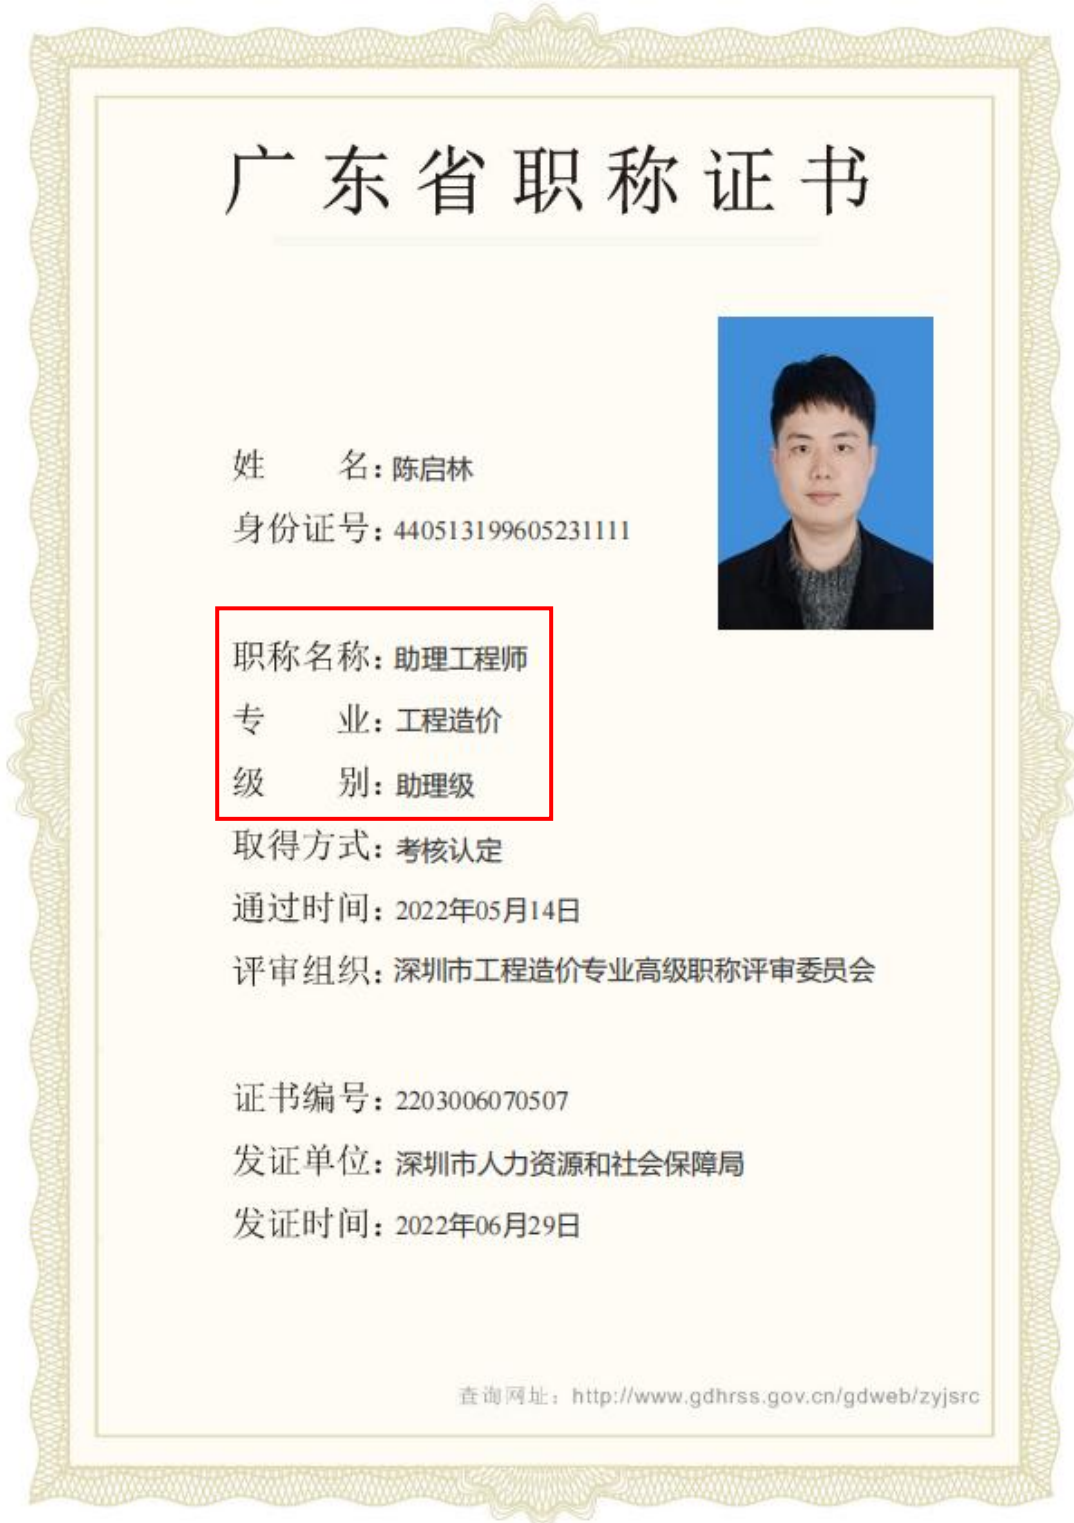 广东省职称证书
姓 名：陈启林
身份证号：440513199605231111
职称名称：助理工程师
专 业：工程造价
级 别：助理级
取得方式：考核认定
通过时间：2022年05月14日
评审组织：深圳市工程造价专业高级职称评审委员会
证书编号：2203006070507
发证单位：深圳市人力资源和社会保障局
发证时间：2022年06月29日
查询网址：http://www.gdhrss.gov.cn/gdweb/zyjsrc